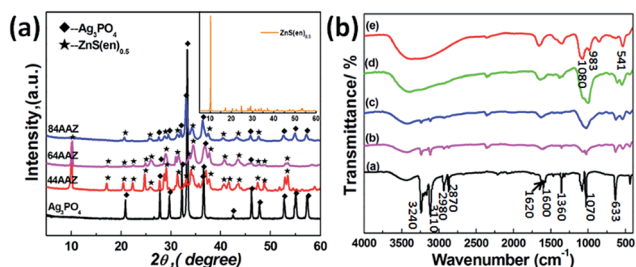 (a)
◆--Ag3PO4
★--ZnS(en)0.5
ZnS(en)0.5
0 10 20 30 40 50 60
84AAZ
64AAZ
44AAZ
Ag3PO4
Intensity,(a.u.)
5 10 20 30 40 50 60
2θ,( degree)
(b)
(e)
(d)
(c)
(b)
(a)
1080
983
541
3240
3110
2980
2870
1620
1600
1360
1070
633
Transmittance/ %
4000 3500 3000 2500 2000 1500 1000 500
Wavenumber (cm-1)